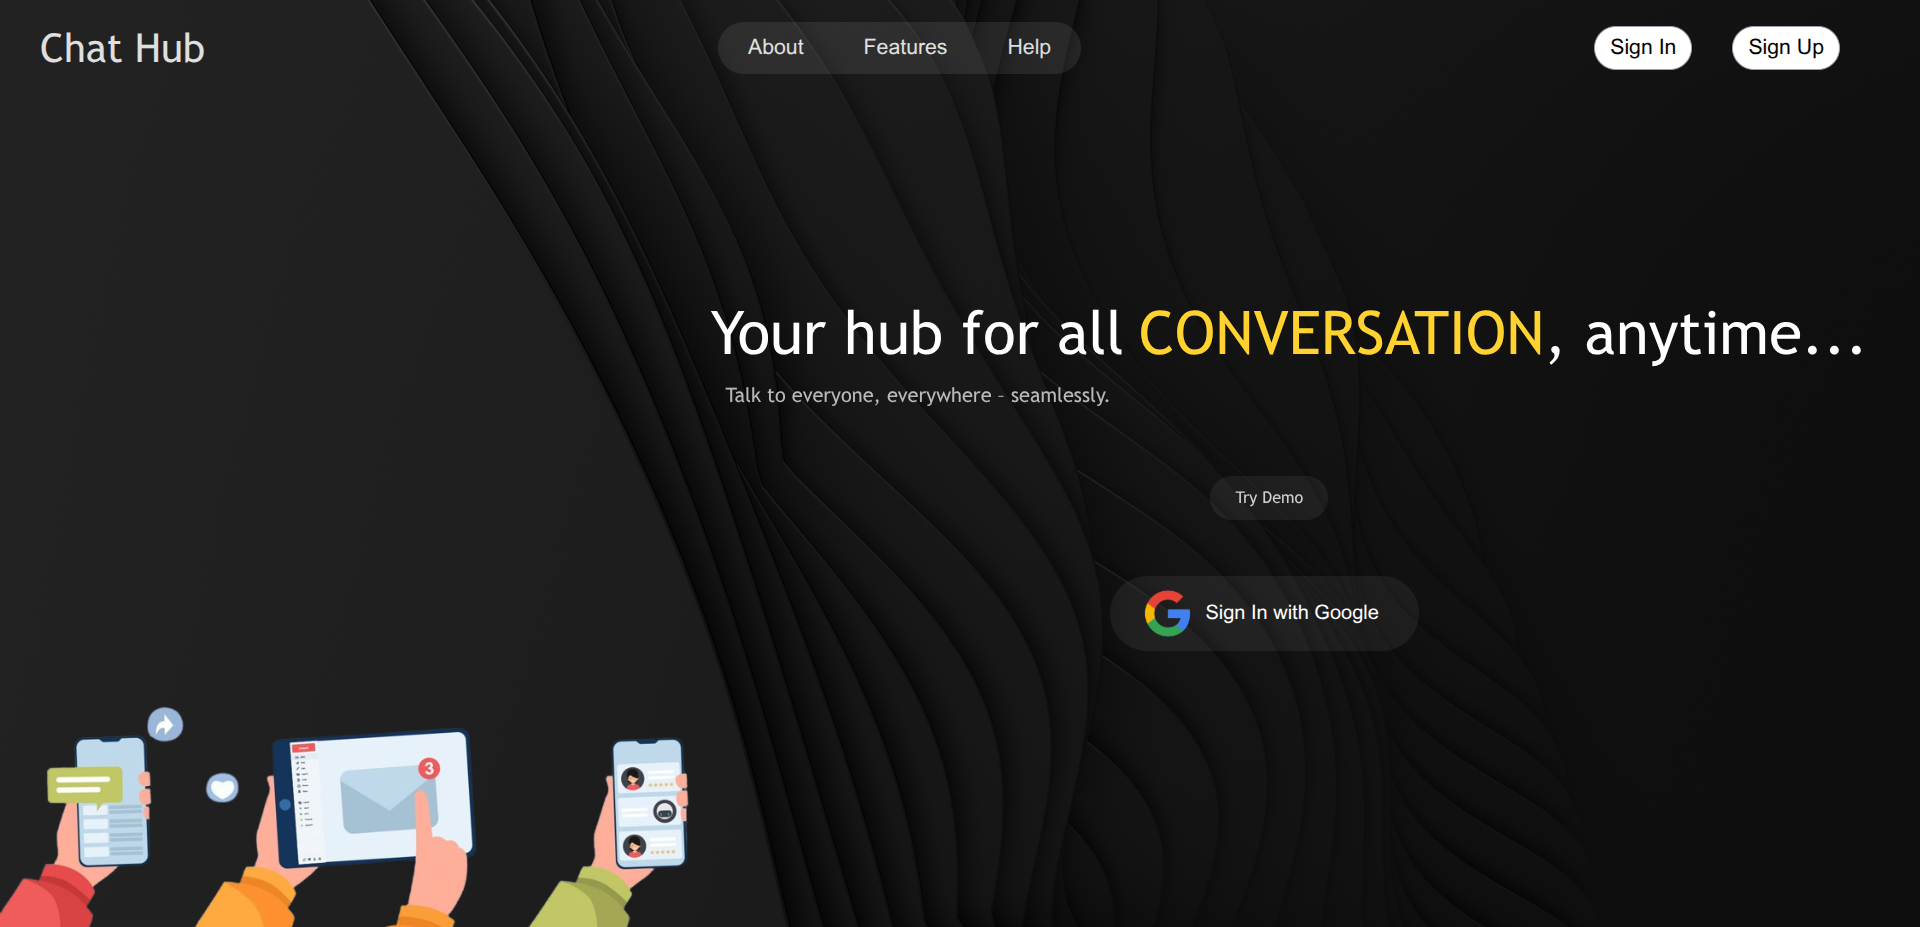 Chat Hub
About Features Help
Sign In Sign Up
Your hub for all CONVERSATION, anytime...
Talk to everyone, everywhere - seamlessly.
Try Demo
Sign In with Google
3